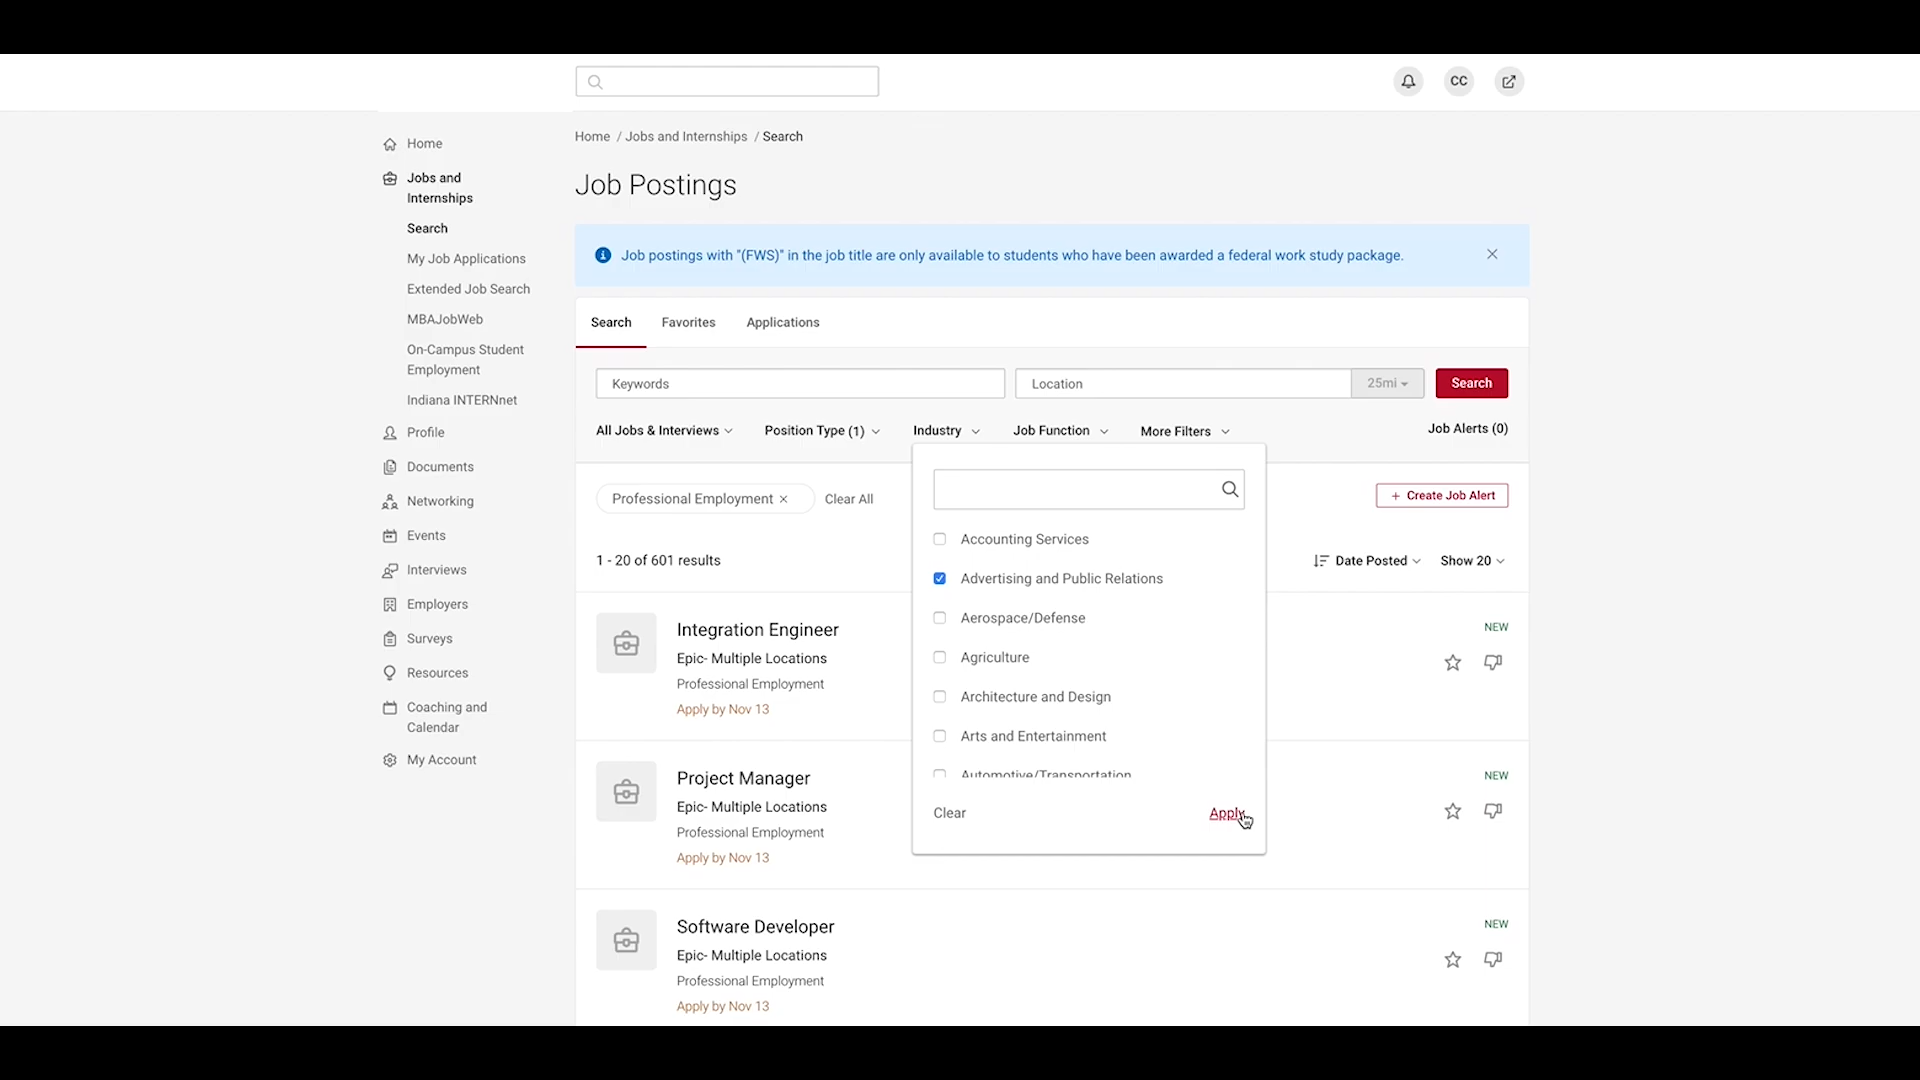 CC
Home
Jobs and
Internships
Search
My Job Applications
Extended Job Search
MBAJobWeb
On-Campus Student
Employment
Indiana INTERNnet
Profile
Documents
Networking
Events
Interviews
Employers
Surveys
Resources
Coaching and
Calendar
My Account
Home / Jobs and Internships / Search
Job Postings
Job postings with "(FWS)" in the job title are only available to students who have been awarded a federal work study package.
Search Favorites Applications
Keywords Location 25mi Search
All Jobs & Interviews Position Type (1) Industry Job Function More Filters Job Alerts (0)
Professional Employment × Clear All
+ Create Job Alert
1 - 20 of 601 results
Date Posted Show 20
Accounting Services
Advertising and Public Relations
Aerospace/Defense
Agriculture
Architecture and Design
Arts and Entertainment
Automotive/Transportation
Clear Apply
Integration Engineer
NEW
Epic- Multiple Locations
Professional Employment
Apply by Nov 13
Project Manager
NEW
Epic- Multiple Locations
Professional Employment
Apply by Nov 13
Software Developer
NEW
Epic- Multiple Locations
Professional Employment
Apply by Nov 13